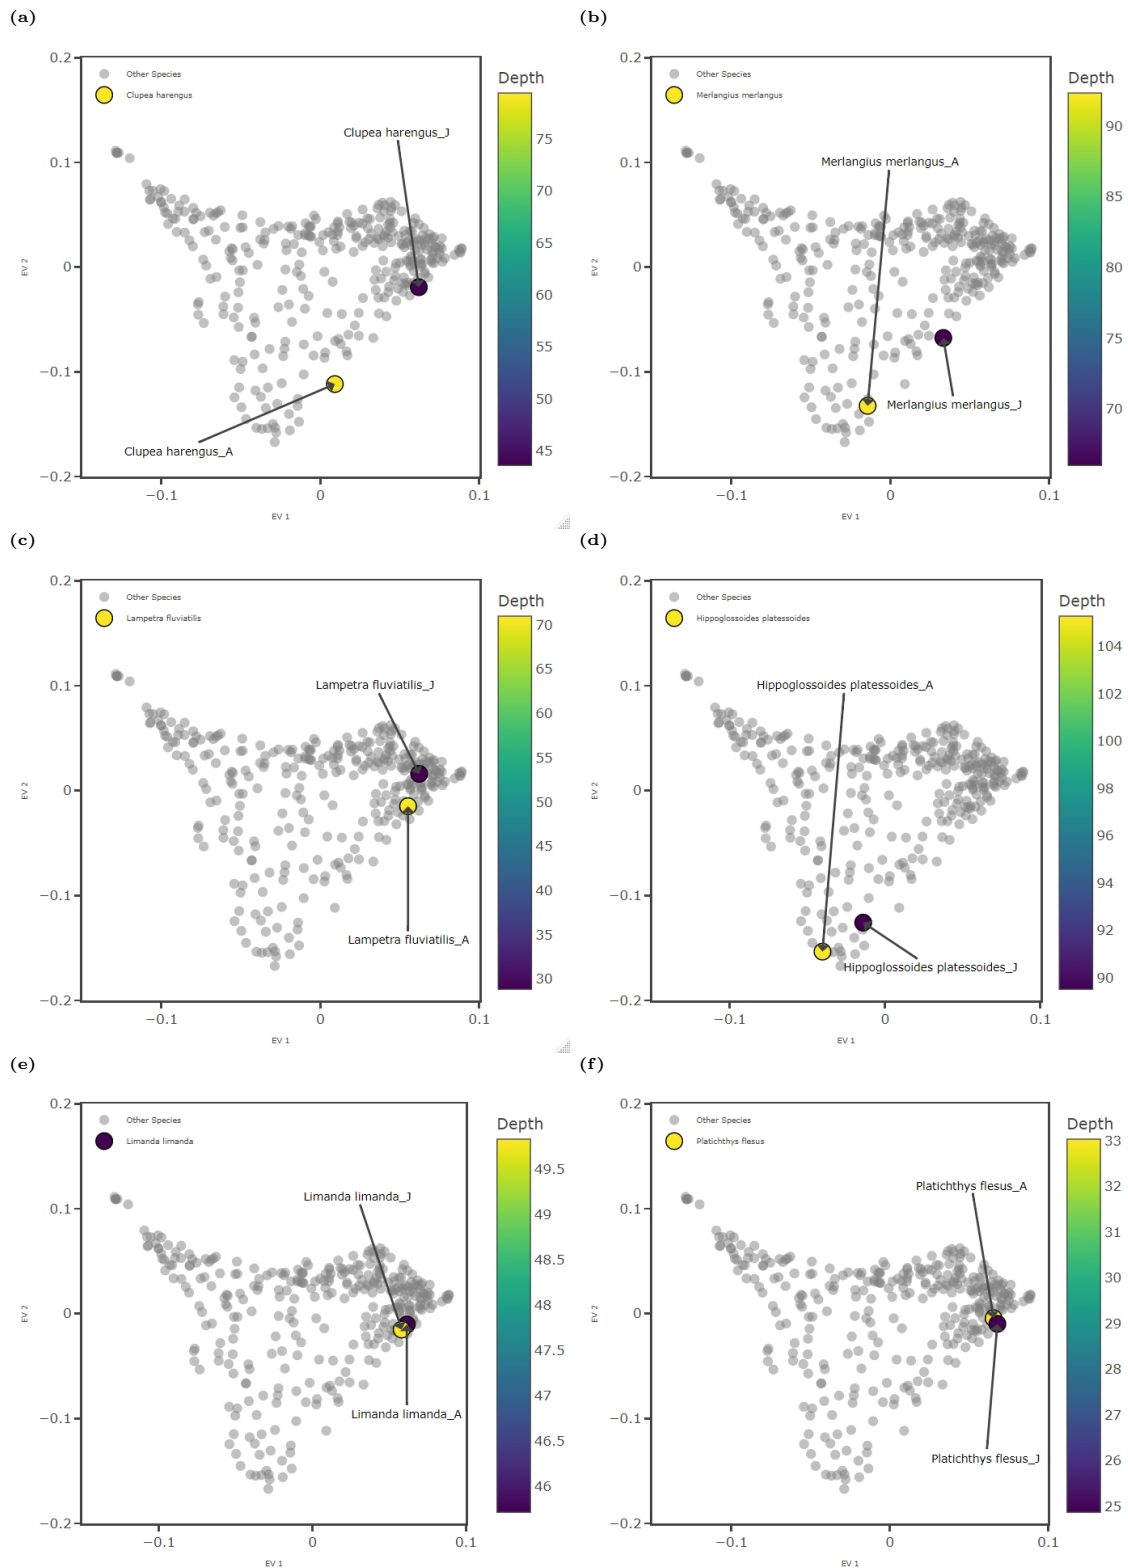 (a)
Other Species
Clupea harengus
Clupea harengus_J
Clupea harengus_A
0.2
0.1
0
−0.1
−0.2
EV 2
−0.1
0
0.1
EV 1
Depth
75
70
65
60
55
50
45
(b)
Other Species
Merlangius merlangus
Merlangius merlangus_A
Merlangius merlangus_J
0.2
0.1
0
−0.1
−0.2
EV 2
−0.1
0
0.1
EV 1
Depth
90
85
80
75
70
(c)
Other Species
Lampetra fluviatilis
Lampetra fluviatilis_J
Lampetra fluviatilis_A
0.2
0.1
0
−0.1
−0.2
EV 2
−0.1
0
0.1
EV 1
Depth
70
65
60
55
50
45
40
35
30
(d)
Other Species
Hippoglossoides platessoides
Hippoglossoides platessoides_A
Hippoglossoides platessoides_J
0.2
0.1
0
−0.1
−0.2
EV 2
−0.1
0
0.1
EV 1
Depth
104
102
100
98
96
94
92
90
(e)
Other Species
Limanda limanda
Limanda limanda_J
Limanda limanda_A
0.2
0.1
0
−0.1
−0.2
EV 2
−0.1
0
0.1
EV 1
Depth
49.5
49
48.5
48
47.5
47
46.5
46
(f)
Other Species
Platichthys flesus
Platichthys flesus_A
Platichthys flesus_J
0.2
0.1
0
−0.1
−0.2
EV 2
−0.1
0
0.1
EV 1
Depth
33
32
31
30
29
28
27
26
25